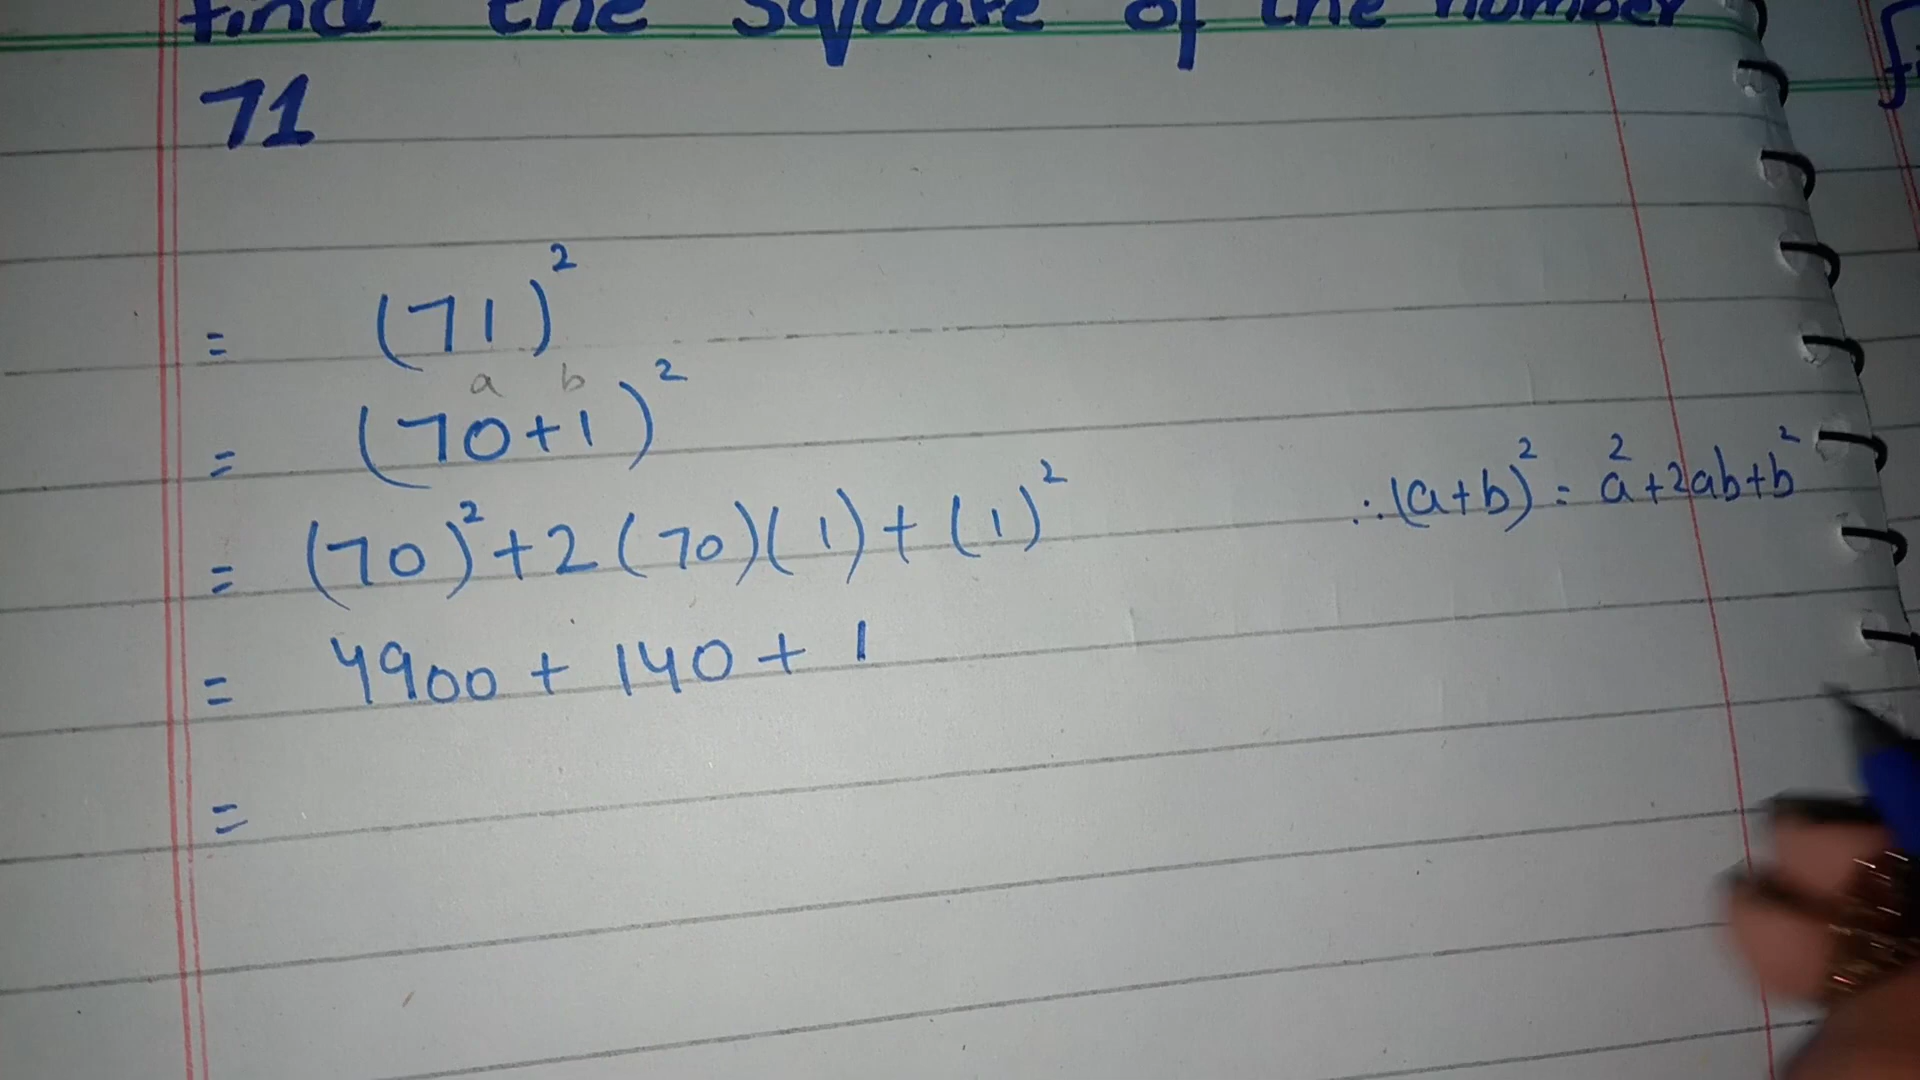 find the square of the number
71
= (71)²
a b
= (70+1)²
= (70)²+2(70)(1)+(1)² ∴(a+b)²= a²+2ab+b²
= 4900 + 140 + 1
=